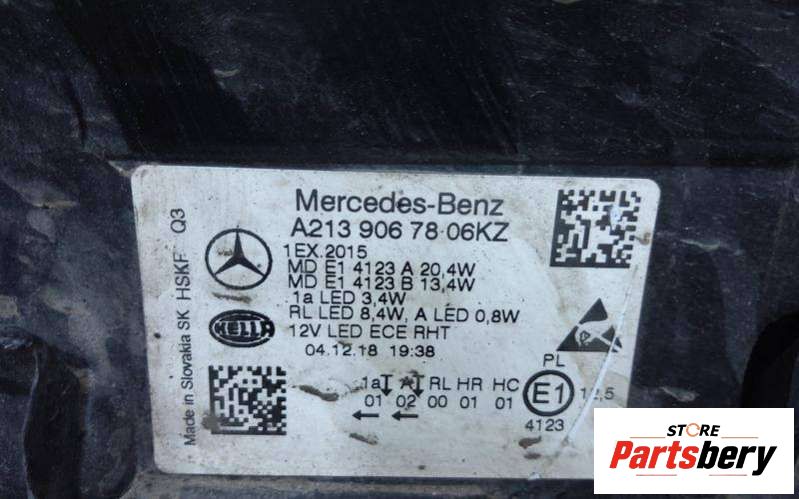 Mercedes-Benz
A213 906 78 06KZ
1EX.2015
MD E1 4123 A 20,4W
MD E1 4123 B 13,4W
1a LED 3,4W
RL LED 8,4W, A LED 0,8W
12V LED ECE RHT
04.12.18 19:38
HELLA
Made in Slovakia SK HSKF Q3
1a A RL HR HC
01 02 00 01 01
PL
E1
4123
STORE
Partsbery